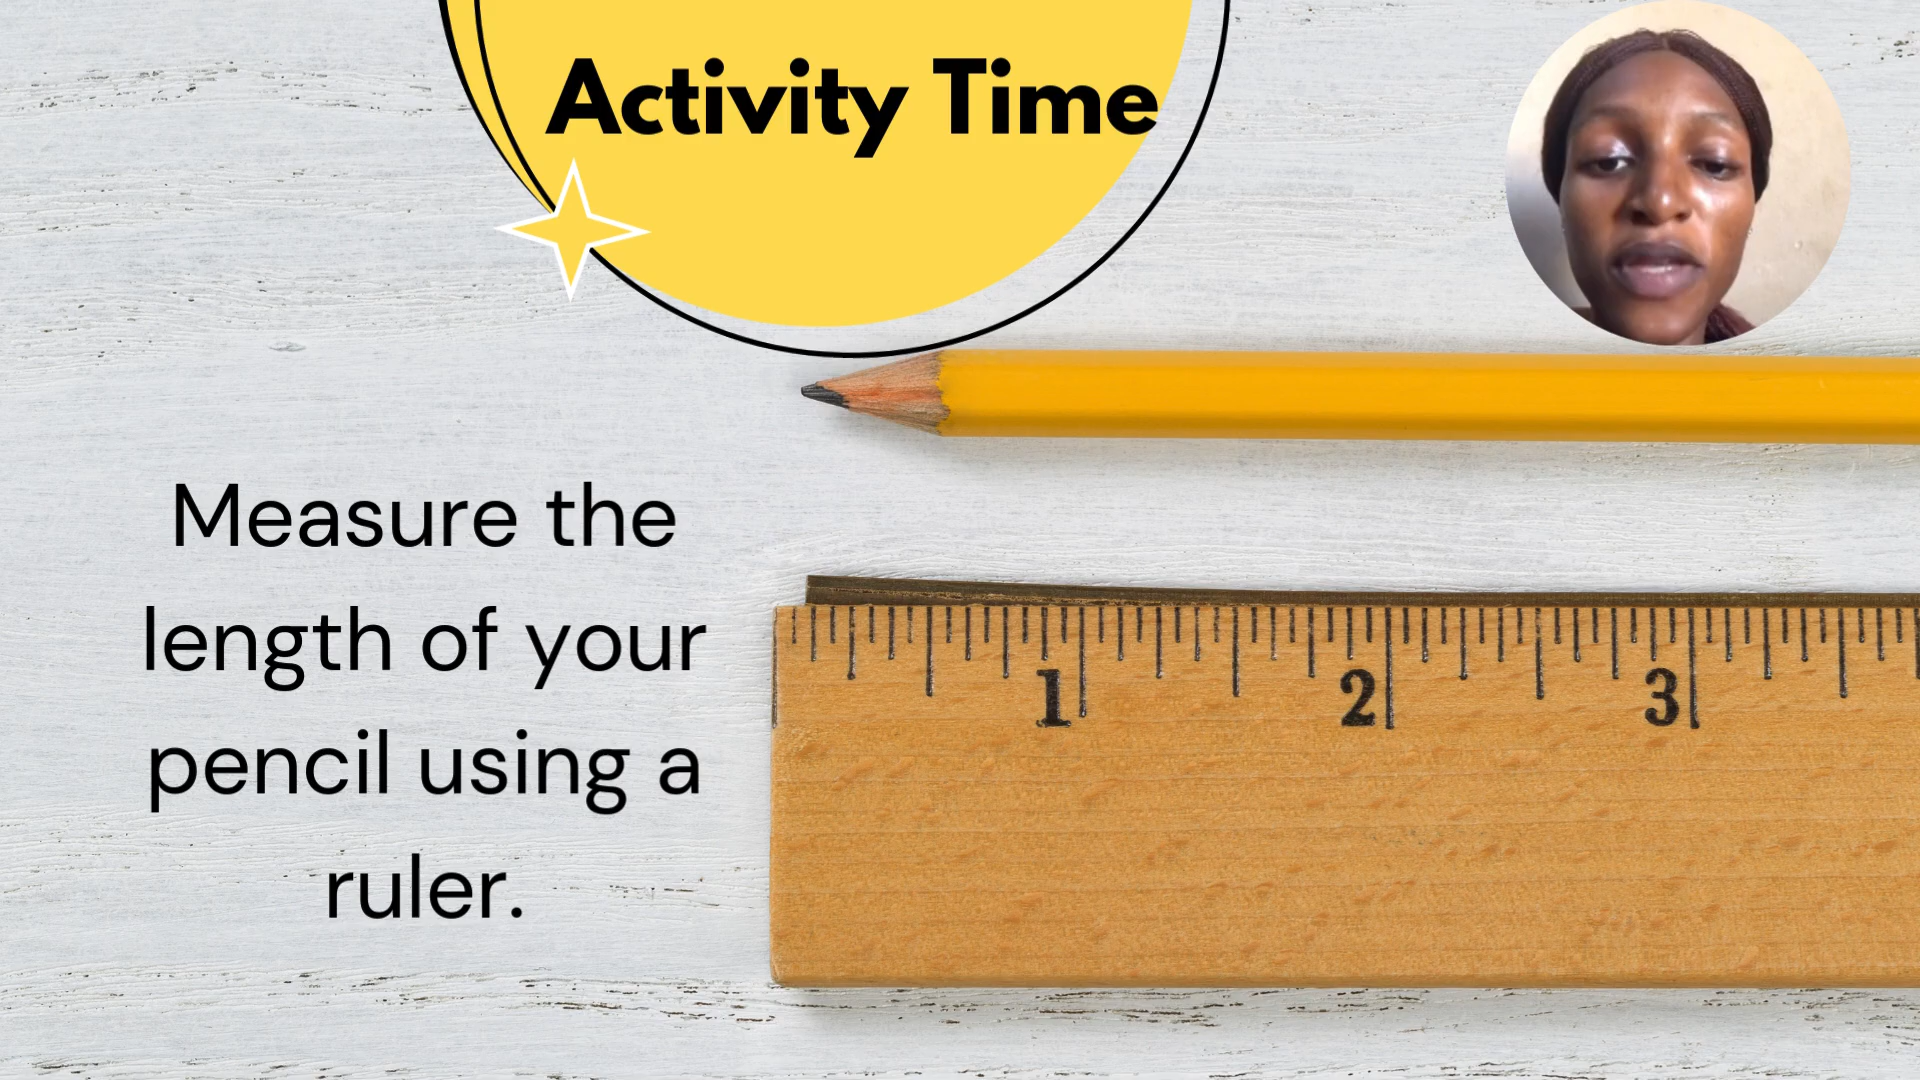 Activity Time
Measure the
length of your
pencil using a
ruler.
1 2 3